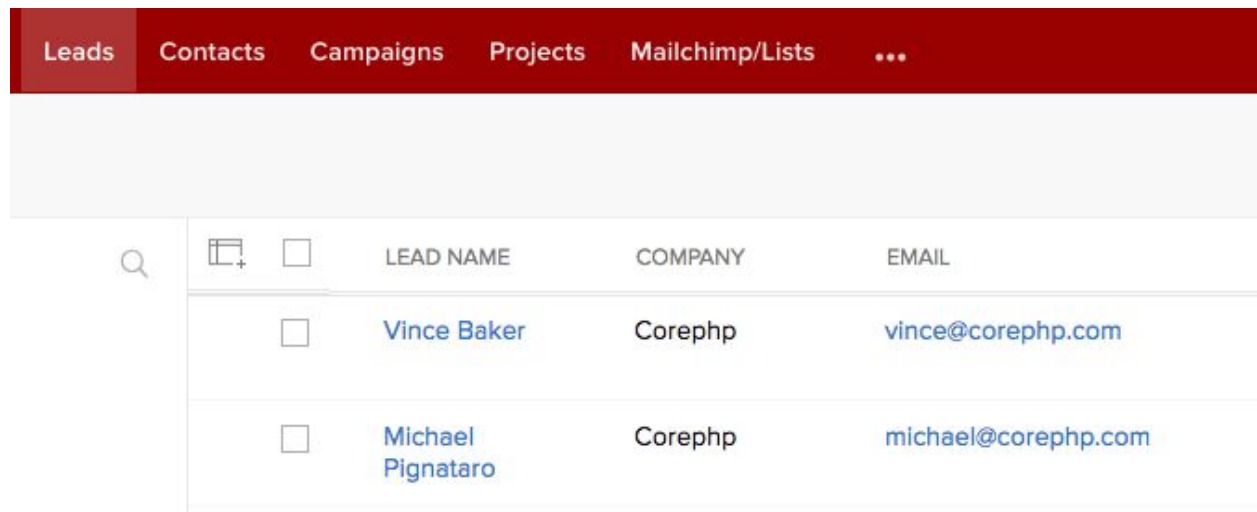 Leads Contacts Campaigns Projects Mailchimp/Lists •••
LEAD NAME COMPANY EMAIL
Vince Baker Corephp vince@corephp.com
Michael Corephp michael@corephp.com
Pignataro